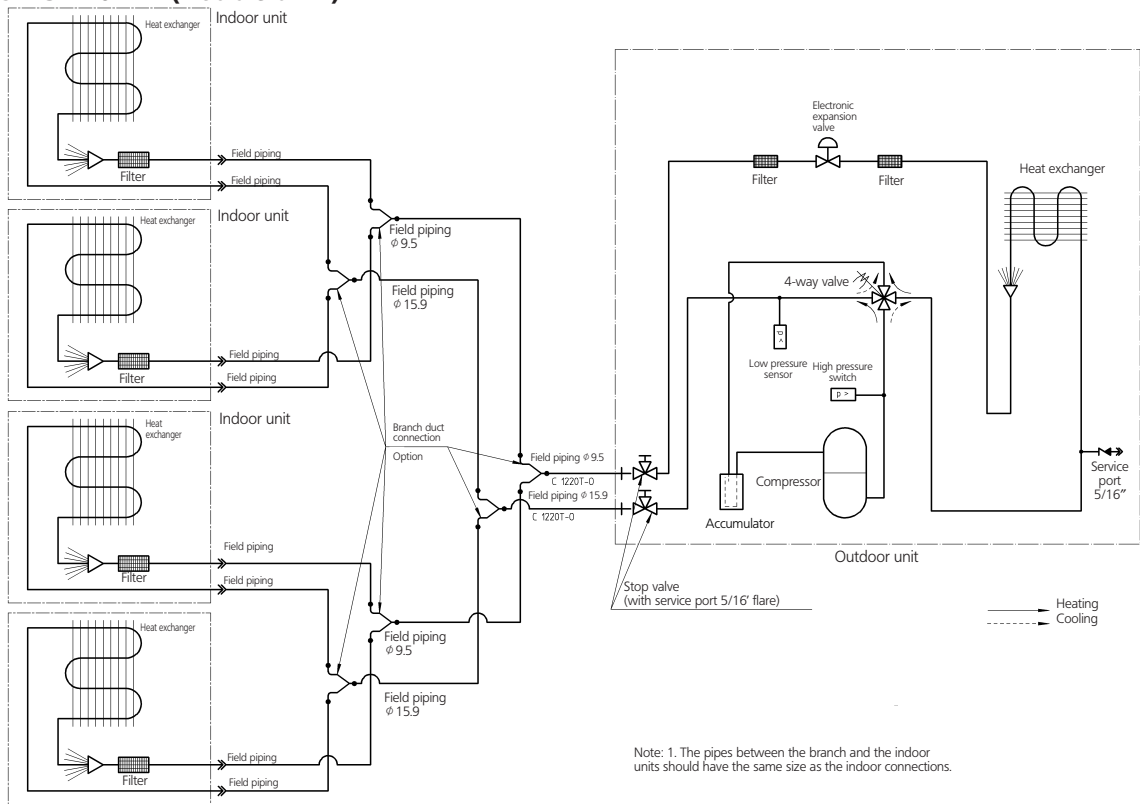 Indoor unit
Heat exchanger
Field piping
Field piping
Filter
Indoor unit
Heat exchanger
Field piping
ϕ 9.5
Field piping
ϕ 15.9
Field piping
Field piping
Filter
Indoor unit
Heat
exchanger
Branch duct
connection
Option
Field piping
Field piping
Filter
Heat exchanger
Field piping
ϕ 9.5
Field piping
ϕ 15.9
Field piping
Field piping
Filter
Field piping ϕ 9.5
C 1220T-O
Field piping ϕ 15.9
C 1220T-O
Electronic
expansion
valve
Filter
Filter
Heat exchanger
4-way valve
p <
Low pressure
sensor
High pressure
switch
p >
Compressor
Accumulator
Service
port
5/16"
Outdoor unit
Stop valve
(with service port 5/16' flare)
Heating
Cooling
Note: 1. The pipes between the branch and the indoor
units should have the same size as the indoor connections.